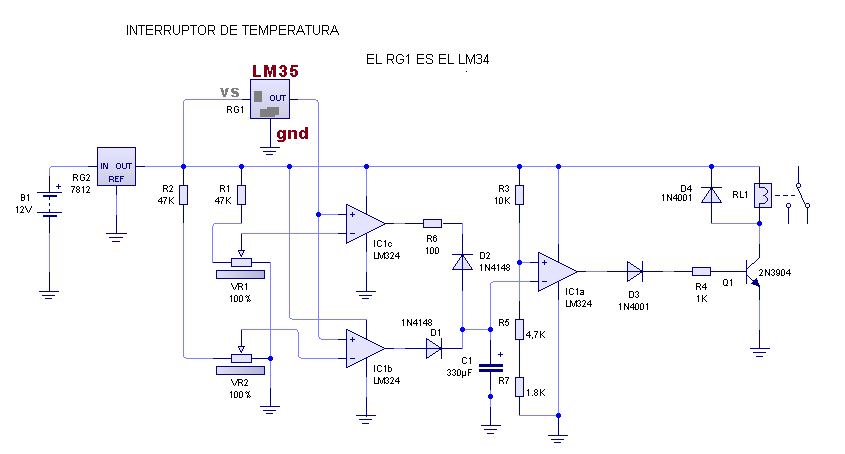 INTERRUPTOR DE TEMPERATURA
EL RG1 ES EL LM34
LM35
VS
OUT
RG1
gnd
IN OUT
REF
RG2
7812
B1
12V
+
R2
47K
R1
47K
R3
10K
D4
1N4001
RL1
+
−
IC1c
LM324
R6
100
D2
1N4148
+
−
IC1a
LM324
D3
1N4001
R4
1K
Q1
2N3904
VR1
100%
R5
4,7K
1N4148
D1
+
−
IC1b
LM324
C1
330µF
+
R7
1.8K
VR2
100%